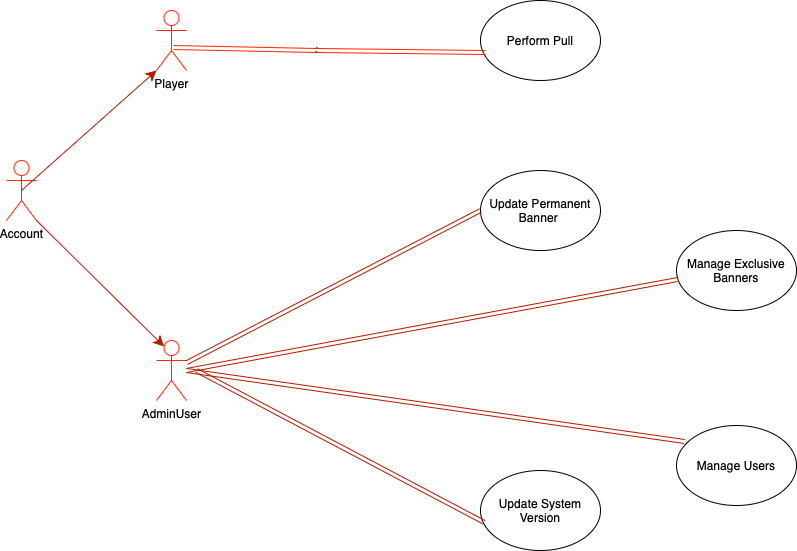 Perform Pull
Player
Update Permanent
Banner
Account
Manage Exclusive
Banners
AdminUser
Manage Users
Update System
Version